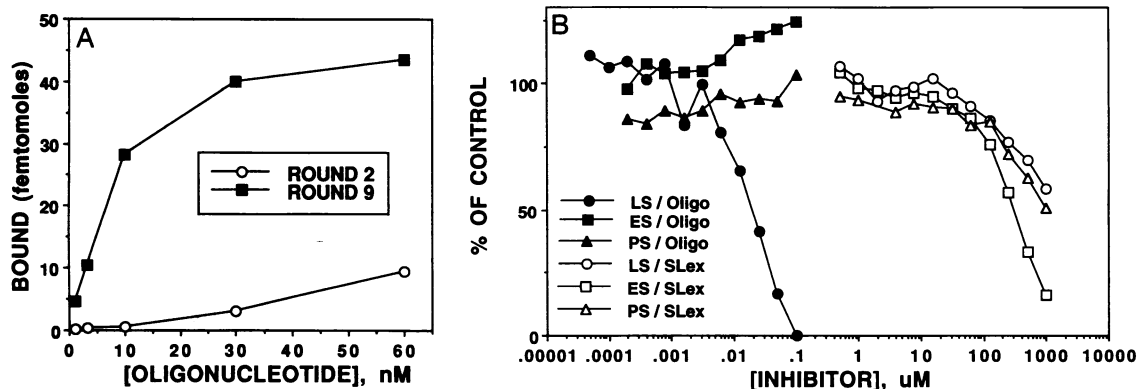 A
50
40
30
20
10
0
BOUND (femtomoles)
ROUND 2
ROUND 9
0 10 20 30 40 50 60
[OLIGONUCLEOTIDE], nM
B
100
50
0
% OF CONTROL
LS / Oligo
ES / Oligo
PS / Oligo
LS / SLex
ES / SLex
PS / SLex
.00001 .0001 .001 .01 .1 1 10 100 1000 10000
[INHIBITOR], uM